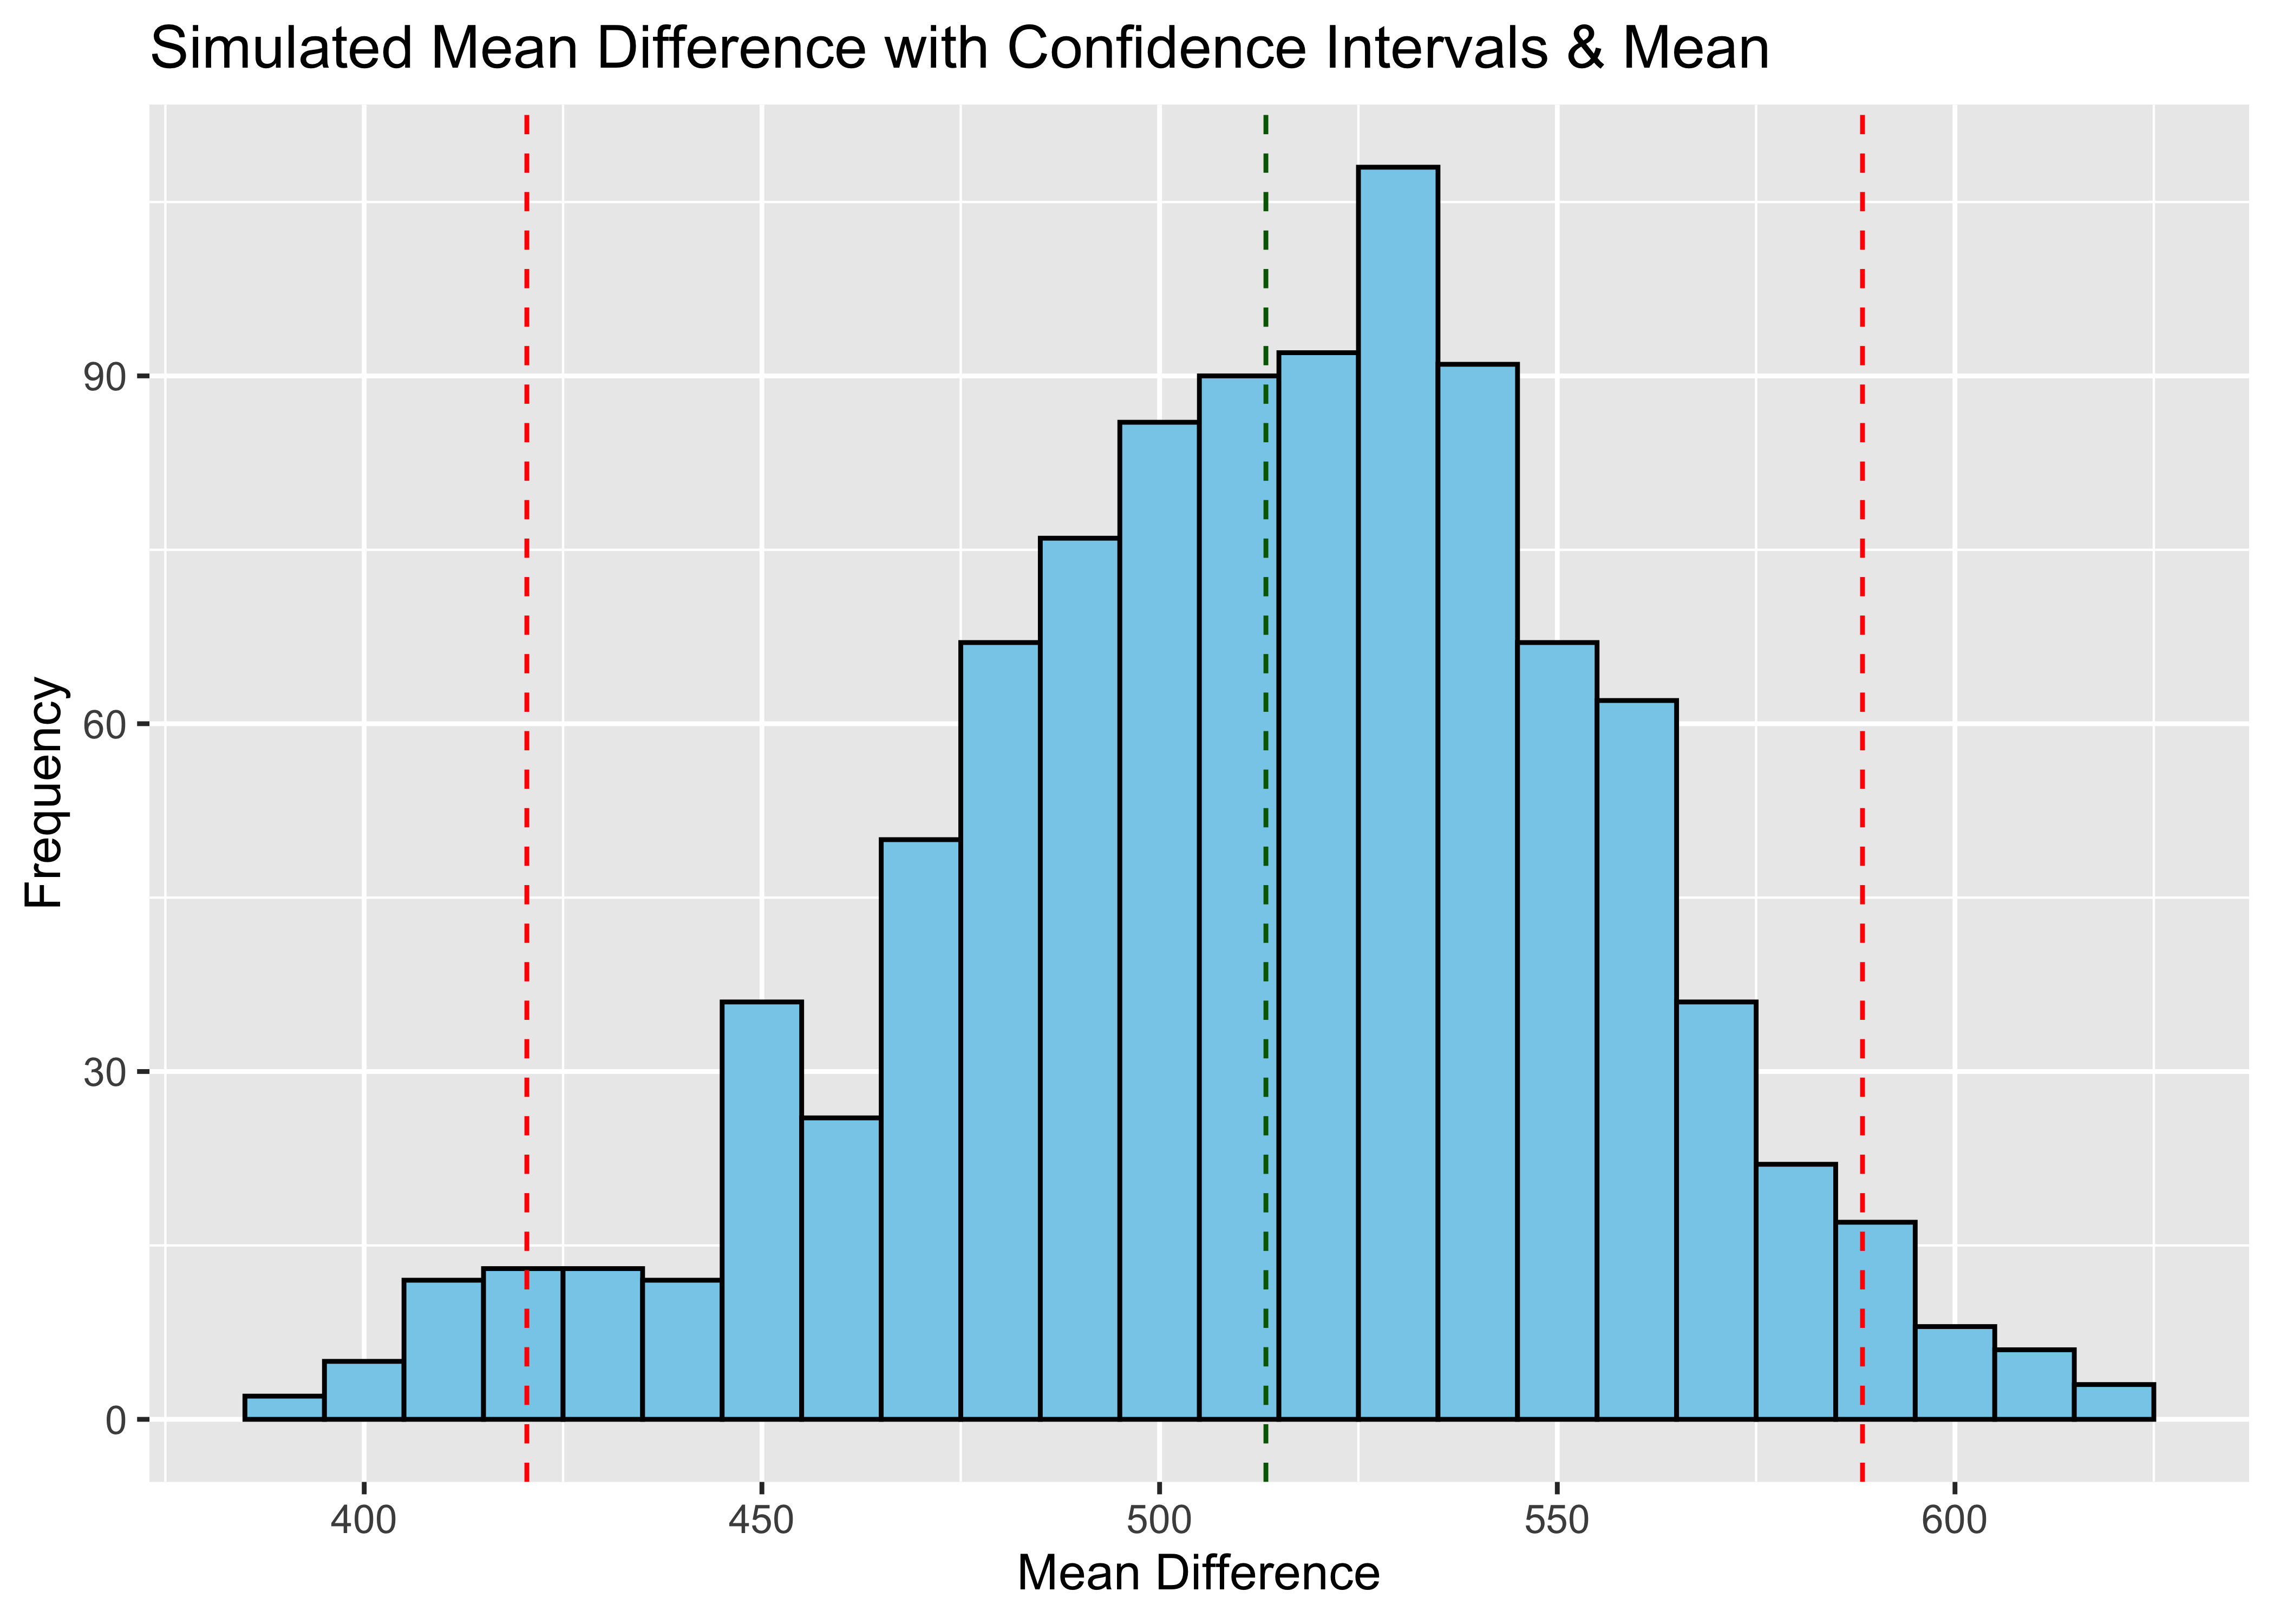 Simulated Mean Difference with Confidence Intervals & Mean
90
60
30
0
Frequency
400 450 500 550 600
Mean Difference